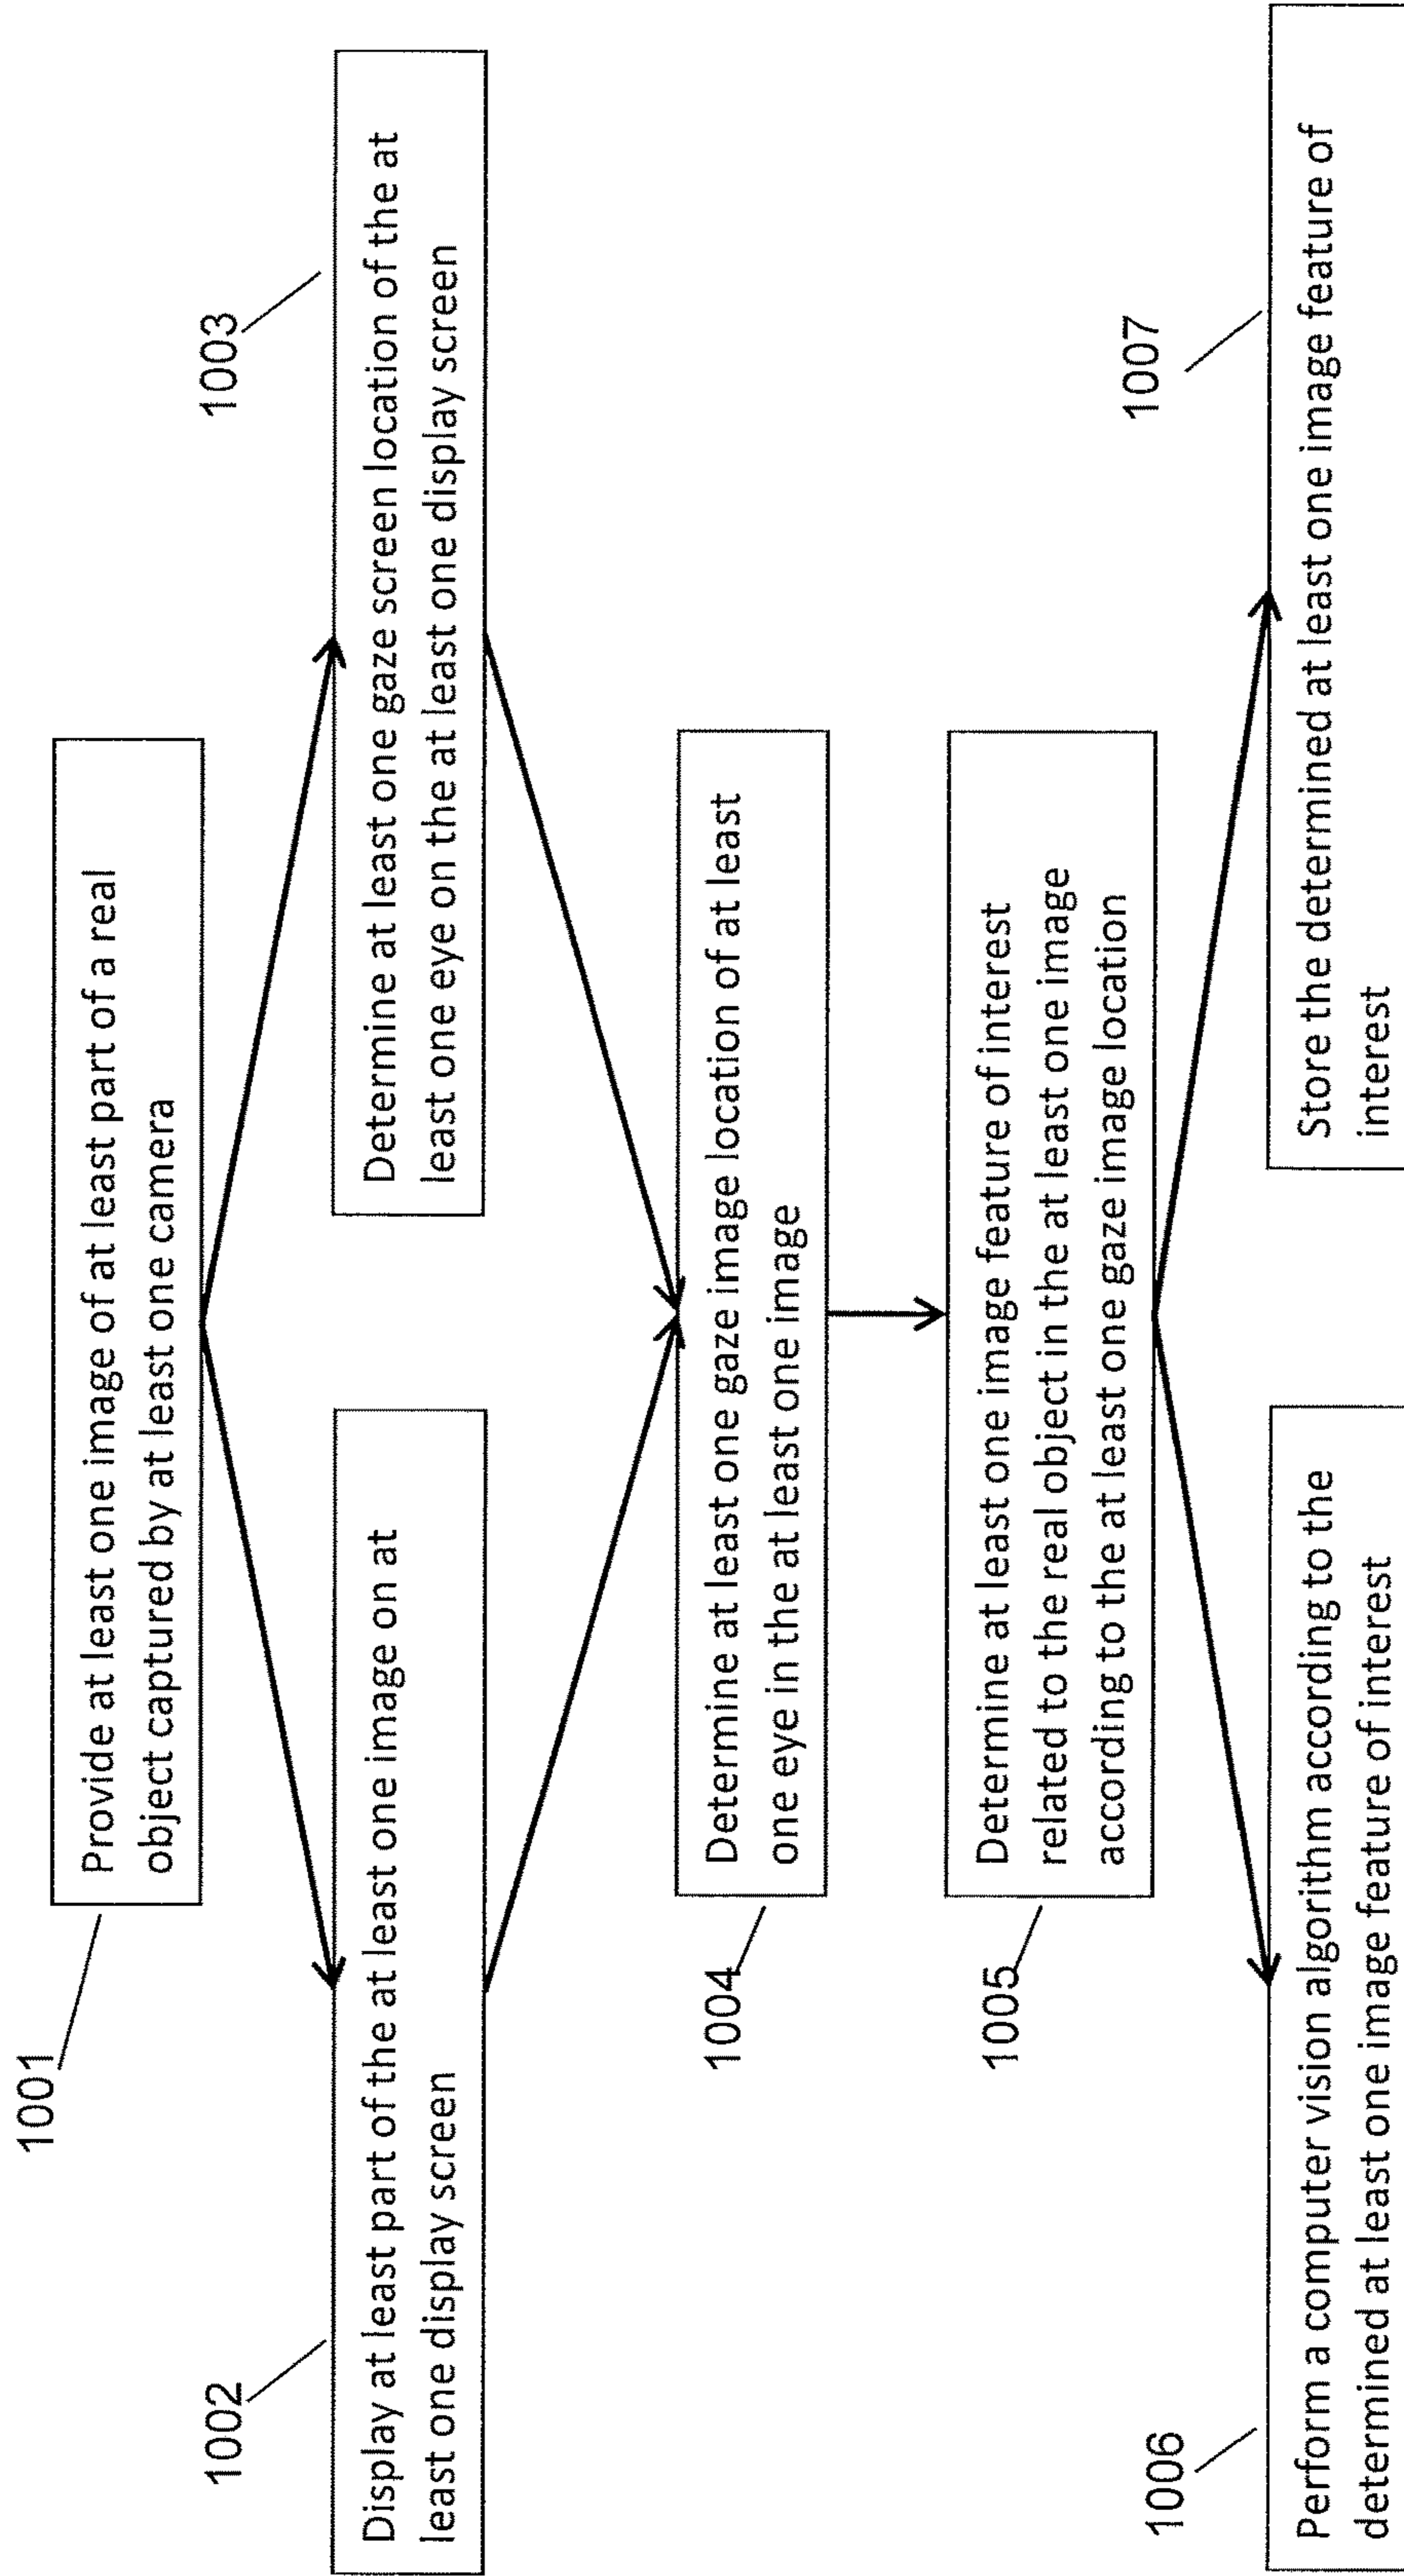 1001
Provide at least one image of at least part of a real
object captured by at least one camera
1002
Display at least part of the at least one image on at
least one display screen
1003
Determine at least one gaze screen location of the at
least one eye on the at least one display screen
1004
Determine at least one gaze image location of at least
one eye in the at least one image
1005
Determine at least one image feature of interest
related to the real object in the at least one image
according to the at least one gaze image location
1006
Perform a computer vision algorithm according to the
determined at least one image feature of interest
1007
Store the determined at least one image feature of
interest